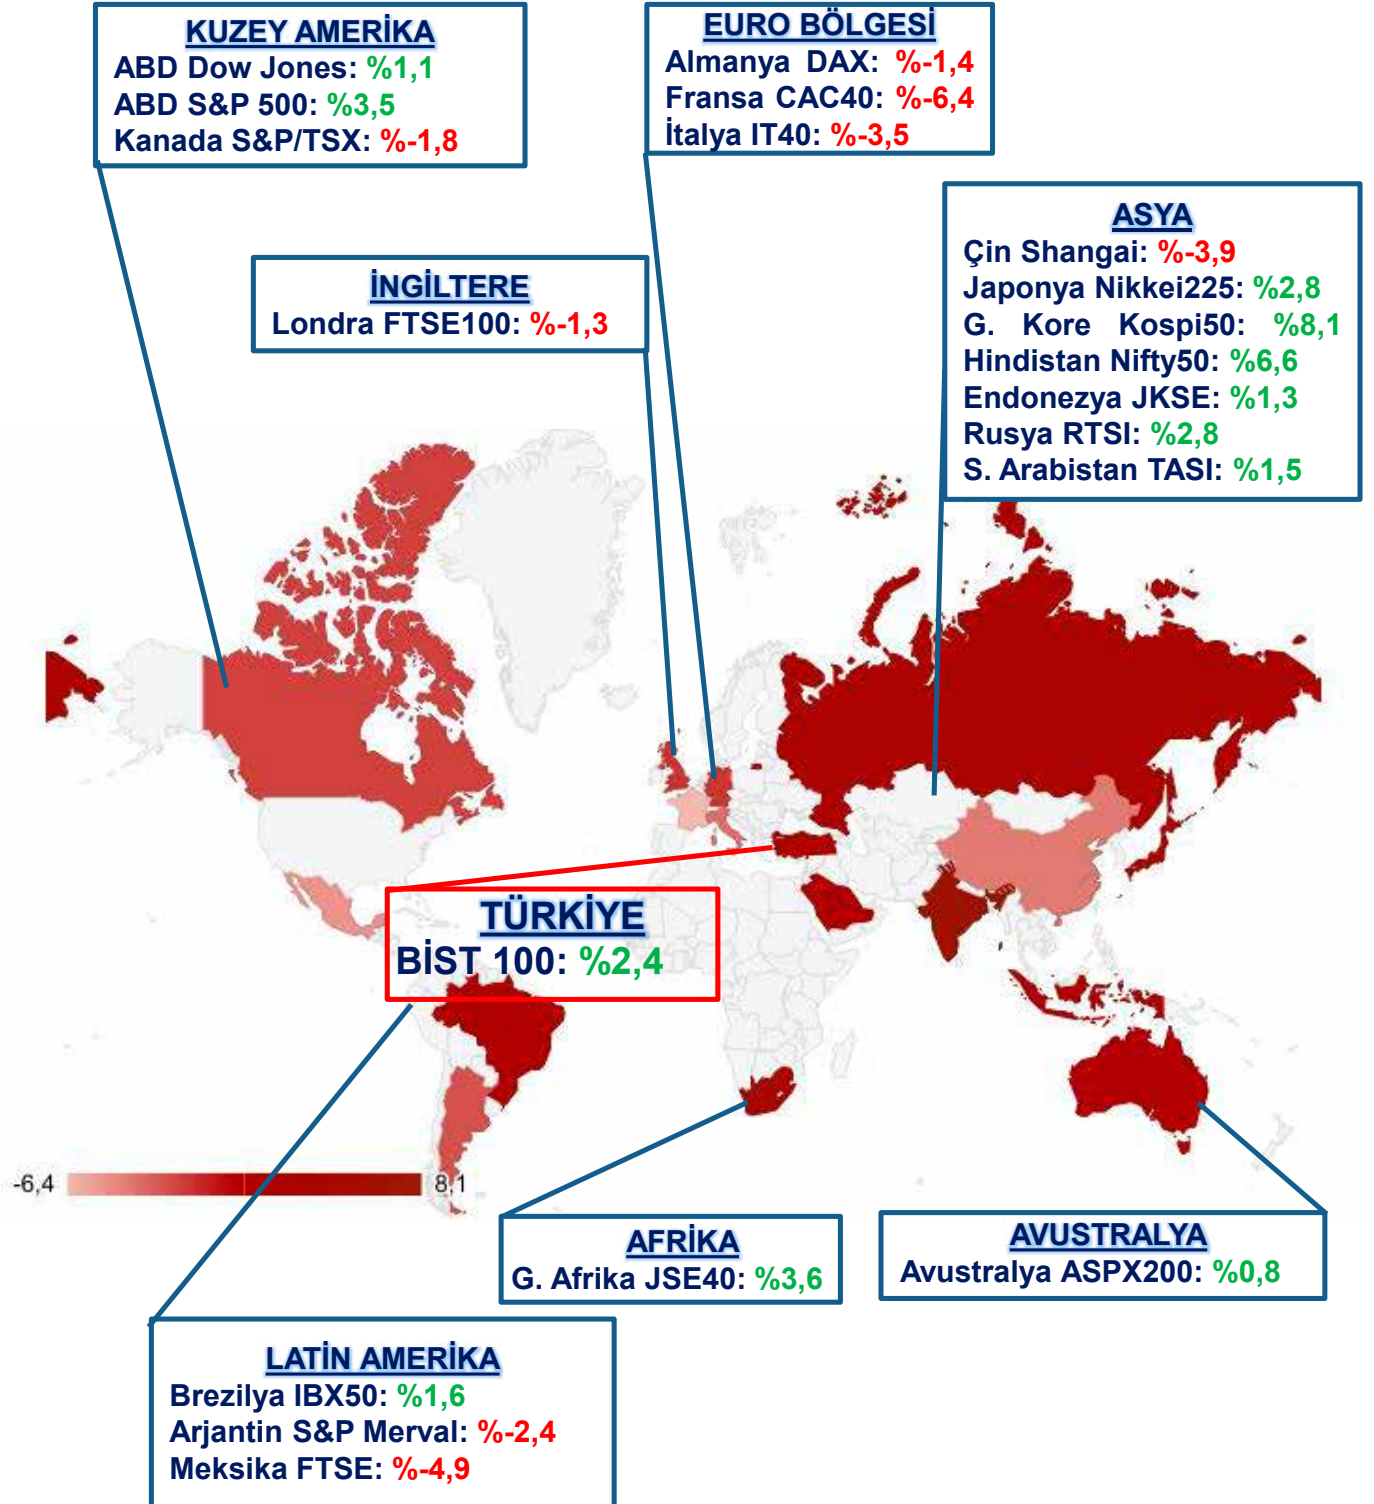 KUZEY AMERİKA
ABD Dow Jones: %1,1
ABD S&P 500: %3,5
Kanada S&P/TSX: %-1,8
EURO BÖLGESİ
Almanya DAX: %-1,4
Fransa CAC40: %-6,4
İtalya IT40: %-3,5
ASYA
Çin Shangai: %-3,9
Japonya Nikkei225: %2,8
G. Kore Kospi50: %8,1
Hindistan Nifty50: %6,6
Endonezya JKSE: %1,3
Rusya RTSI: %2,8
S. Arabistan TASI: %1,5
İNGİLTERE
Londra FTSE100: %-1,3
TÜRKİYE
BİST 100: %2,4
-6,4
8,1
AFRİKA
G. Afrika JSE40: %3,6
AVUSTRALYA
Avustralya ASPX200: %0,8
LATİN AMERİKA
Brezilya IBX50: %1,6
Arjantin S&P Merval: %-2,4
Meksika FTSE: %-4,9